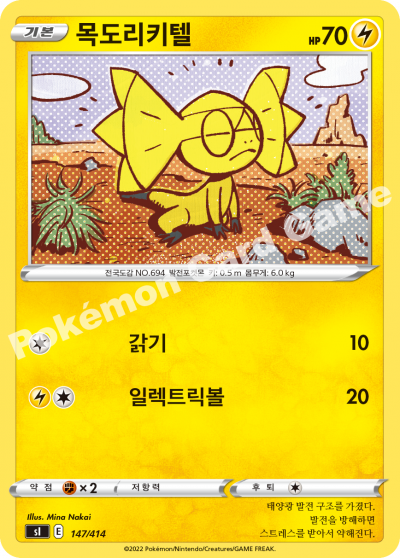 기본 목도리키텔 HP 70
전국도감 NO.694 발전포켓몬 키: 0.5 m 몸무게: 6.0 kg
갉기 10
일렉트릭볼 20
약점 ×2 저항력 후퇴
Illus. Mina Nakai
sI E 147/414
태양광 발전 구조를 가졌다.
발전을 방해하면
스트레스를 받아서 약해진다.
©2022 Pokémon/Nintendo/Creatures/GAME FREAK.
Pokémon Card Game